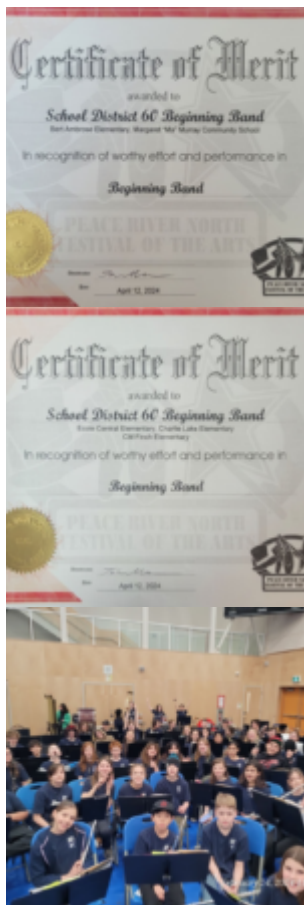 Certificate of Merit
awarded to
School District 60 Beginning Band
Bert Ambrose Elementary, Margaret "Ma" Murray Community School
In recognition of worthy effort and performance in
Beginning Band
PEACE RIVER NORTH
FESTIVAL OF THE ARTS
April 12, 2024
Certificate of Merit
awarded to
School District 60 Beginning Band
Ecole Central Elementary, Charlie Lake Elementary
In recognition of worthy effort and performance in
Beginning Band
PEACE RIVER NORTH
FESTIVAL OF THE ARTS
April 12, 2024